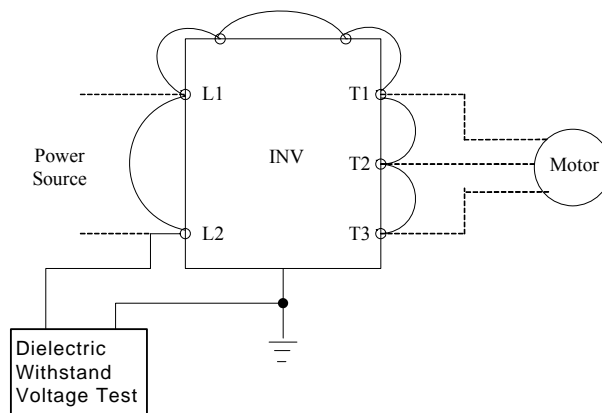 L1
T1
Power
Source
INV
T2
Motor
L2
T3
Dielectric
Withstand
Voltage Test